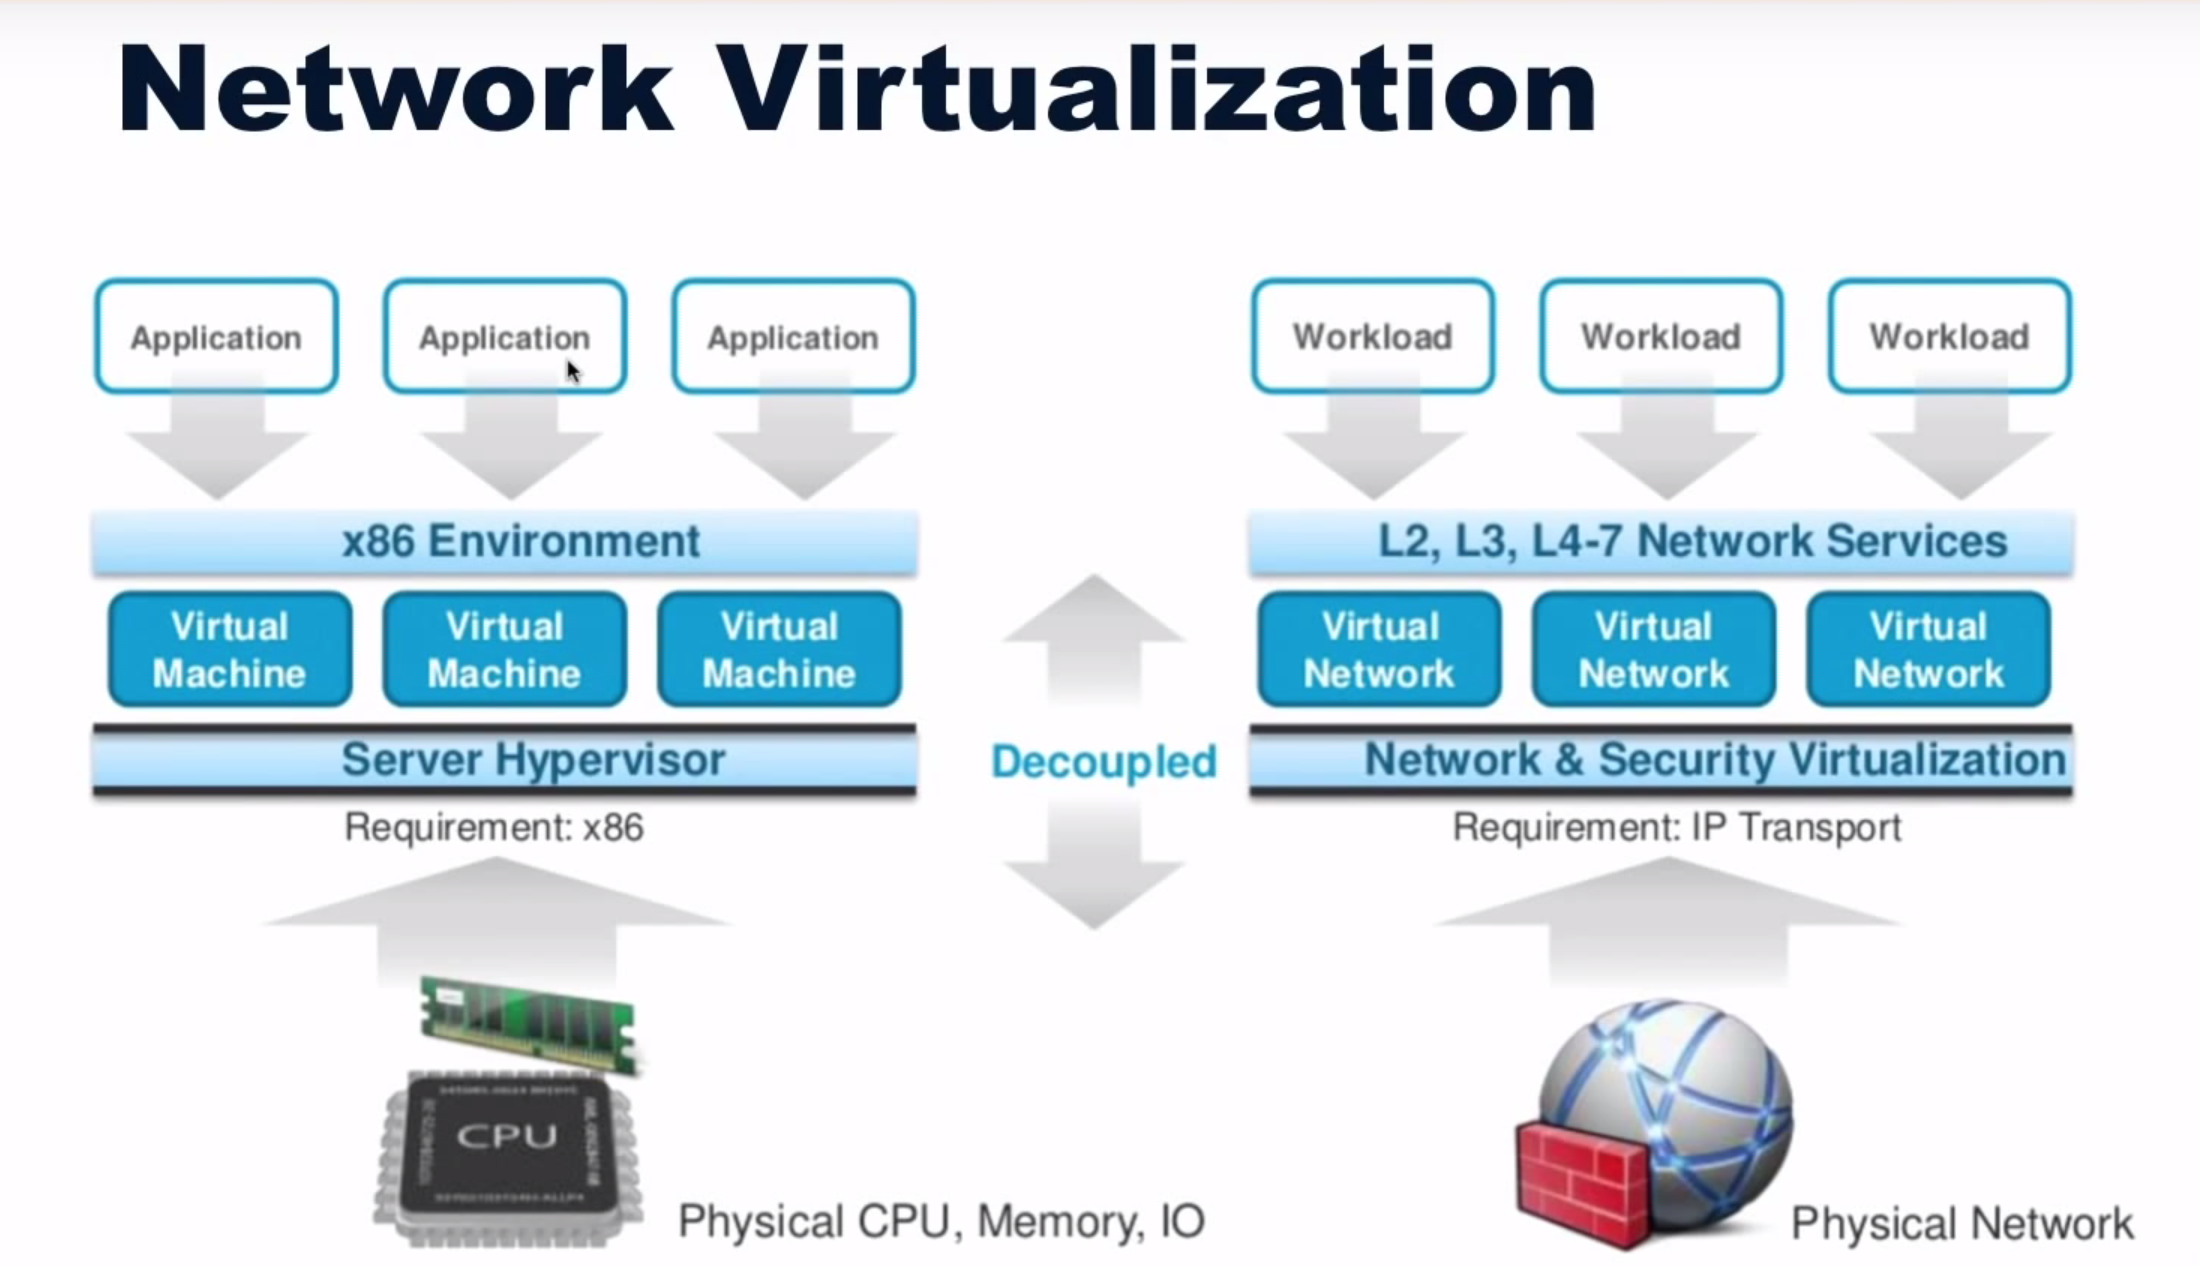 Network Virtualization
Application
Application
Application
x86 Environment
Virtual
Machine
Virtual
Machine
Virtual
Machine
Server Hypervisor
Requirement: x86
CPU
Physical CPU, Memory, IO
Decoupled
Workload
Workload
Workload
L2, L3, L4-7 Network Services
Virtual
Network
Virtual
Network
Virtual
Network
Network & Security Virtualization
Requirement: IP Transport
Physical Network